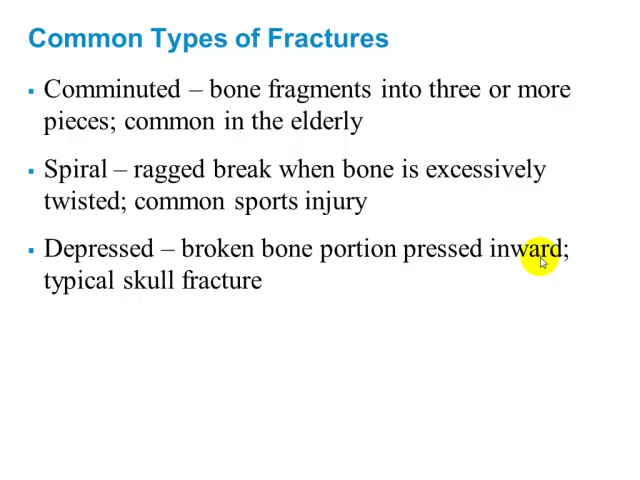 Common Types of Fractures
▪ Comminuted – bone fragments into three or more
pieces; common in the elderly
▪ Spiral – ragged break when bone is excessively
twisted; common sports injury
▪ Depressed – broken bone portion pressed inward;
typical skull fracture